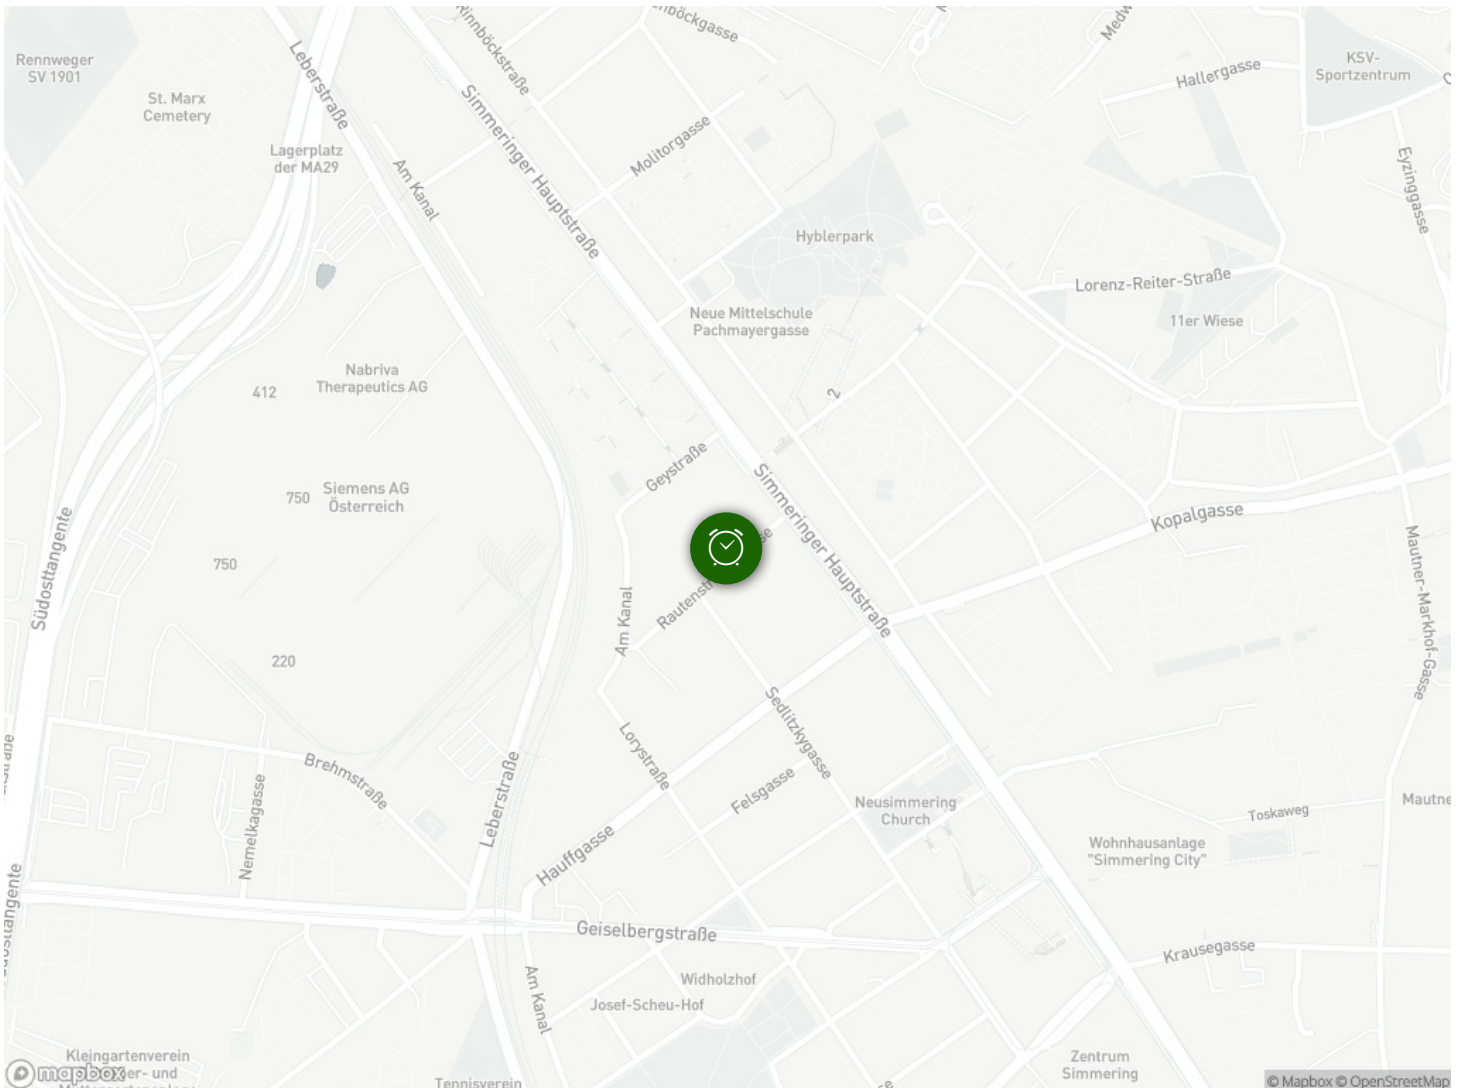 Rennweger
SV 1901
St. Marx
Cemetery
Lagerplatz
der MA29
Leberstraße
Rinnböckstraße
Simmeringer Hauptstraße
Am Kanal
Molitorgasse
Hallergasse
KSV-
Sportzentrum
Eyzinggasse
Hyblerpark
Lorenz-Reiter-Straße
11er Wiese
Neue Mittelschule
Pachmayergasse
Nabriva
Therapeutics AG
412
2
Geystraße
750
Siemens AG
Österreich
750
Simmeringer Hauptstraße
Kopalgasse
Südosttangente
Am Kanal
Mautner-Markhof-Gasse
220
Sedlitzkygasse
Lorystraße
Brehmstraße
Nemelkagasse
Leberstraße
Felsgasse
Hauffgasse
Neusimmering
Church
Toskaweg
Wohnhausanlage
"Simmering City"
Geiselbergstraße
Krausegasse
Am Kanal
Widholzhof
Josef-Scheu-Hof
Kleingartenverein
Zentrum
Simmering
Tennisverein
mapbox
© Mapbox © OpenStreetMap